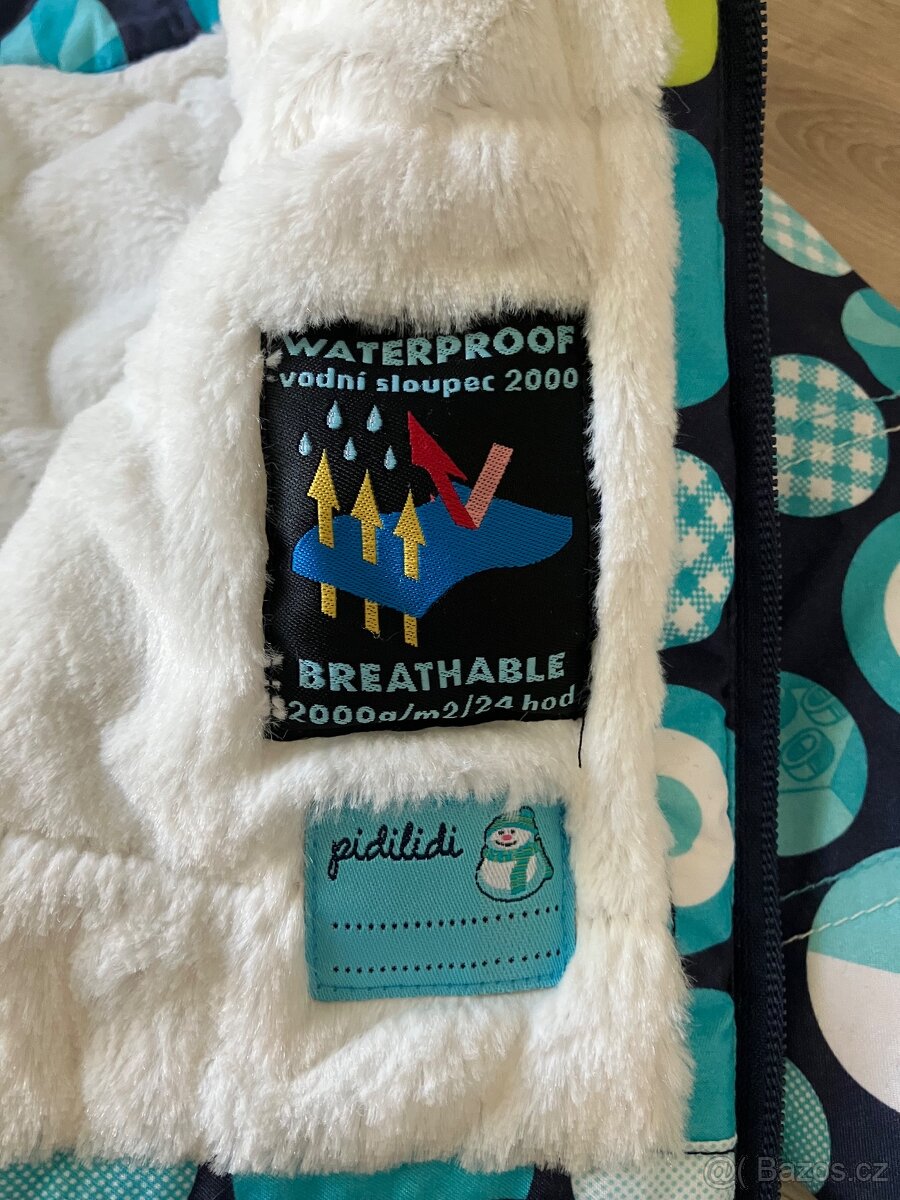 WATERPROOF
vodní sloupec 2000
BREATHABLE
2000g/m2/24 hod
pidilidi
@( Bazos.cz